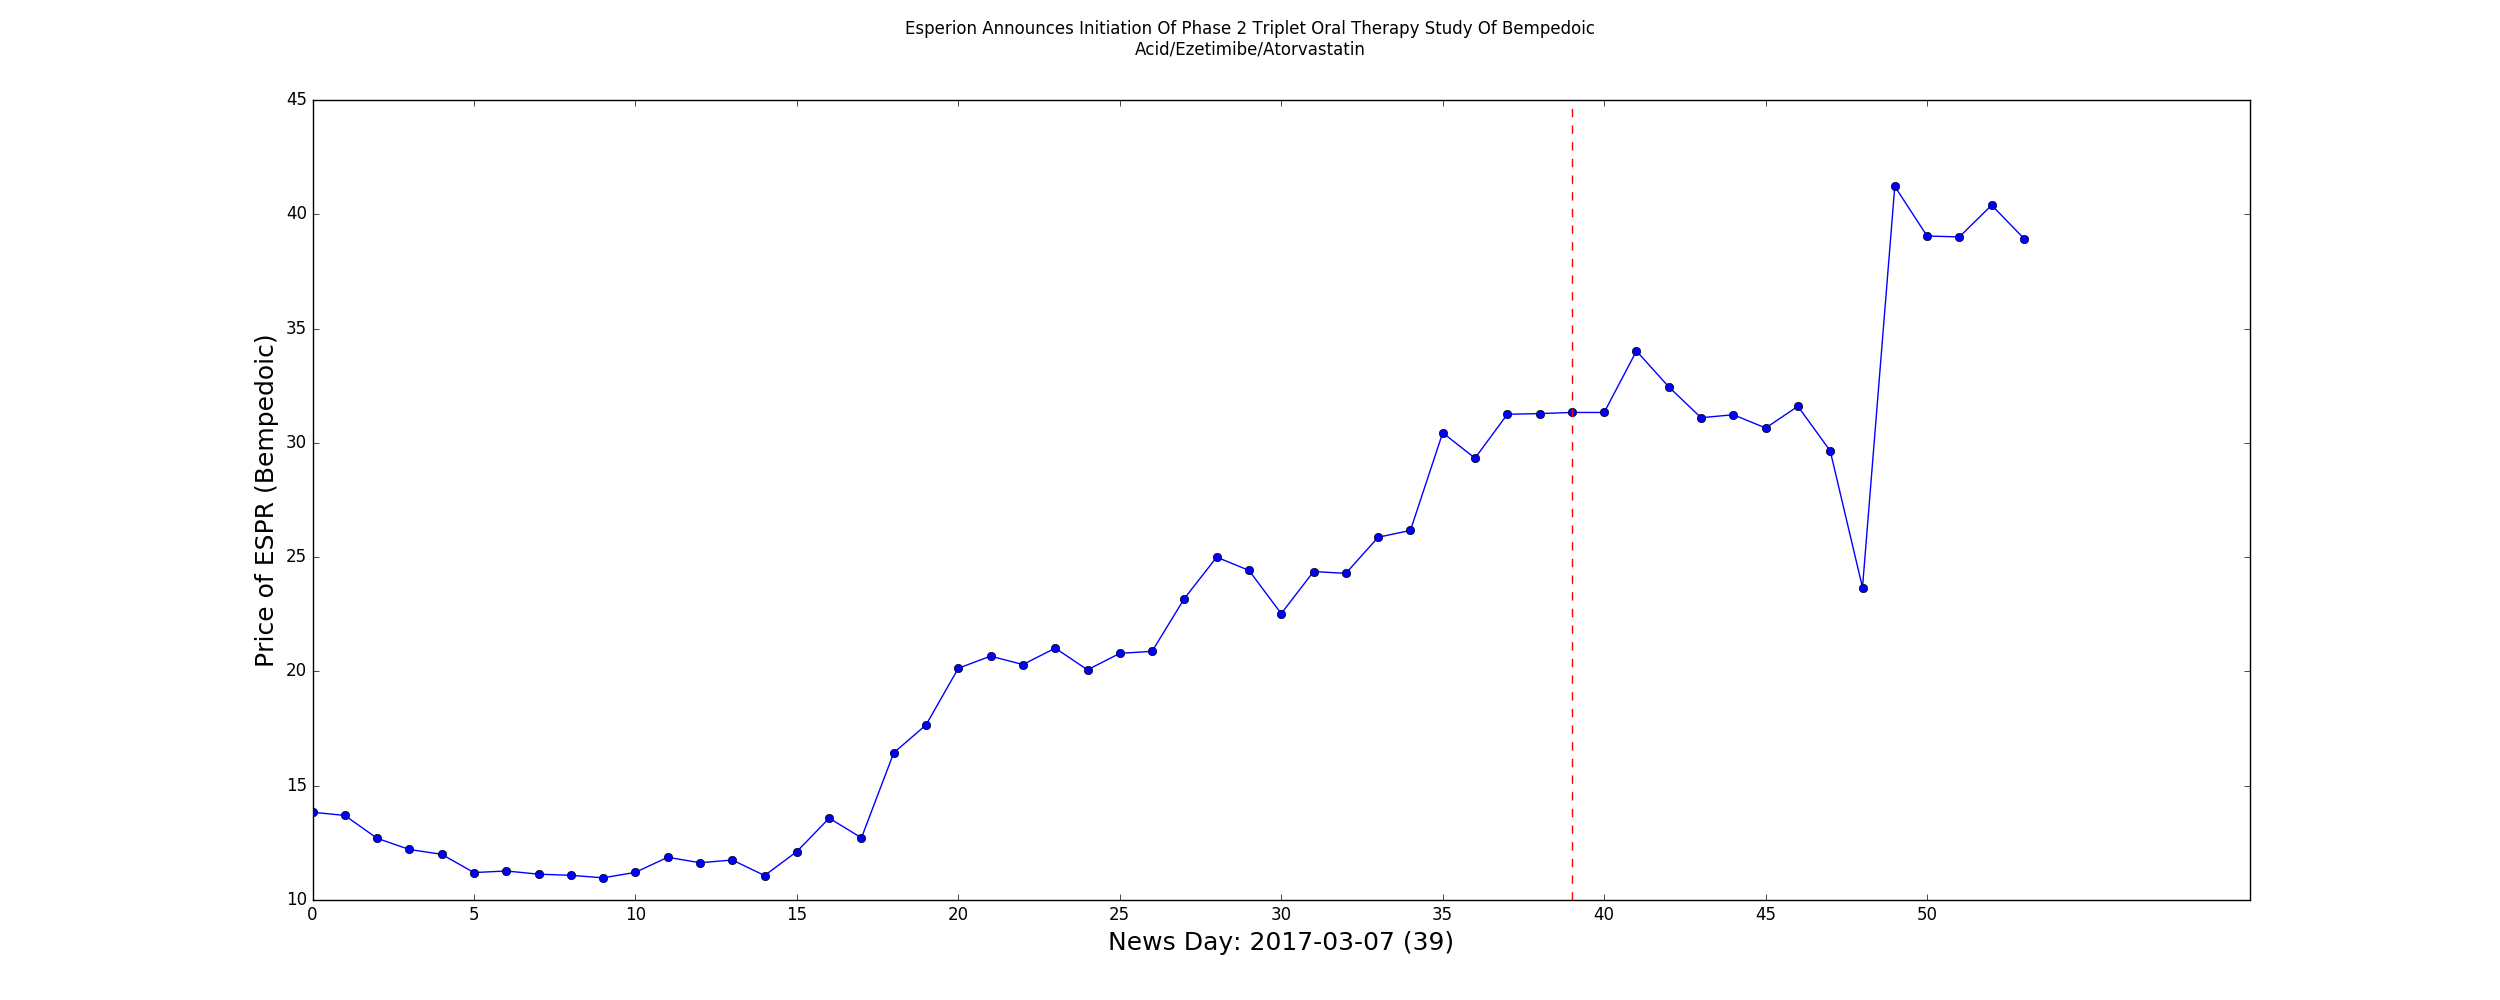 Esperion Announces Initiation Of Phase 2 Triplet Oral Therapy Study Of Bempedoic
Acid/Ezetimibe/Atorvastatin
45
40
35
30
25
20
15
10
Price of ESPR (Bempedoic)
0 5 10 15 20 25 30 35 40 45 50
News Day: 2017-03-07 (39)